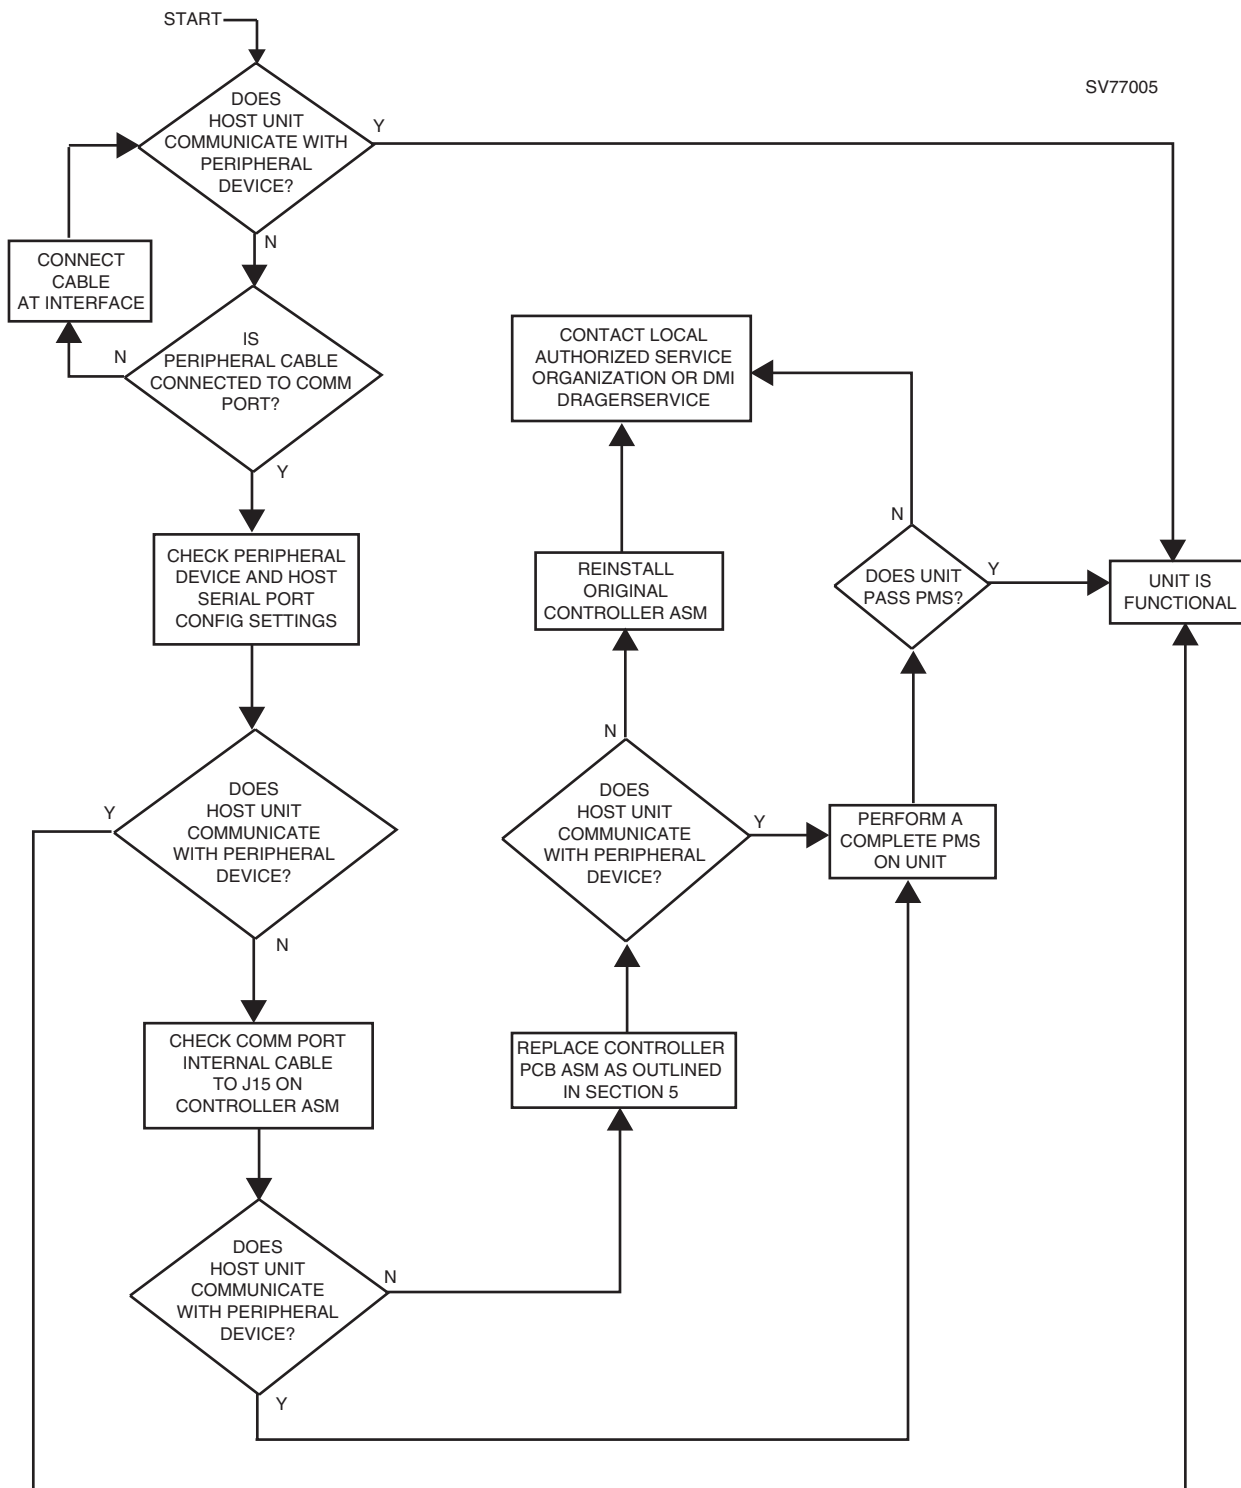 START
SV77005
DOES
HOST UNIT
COMMUNICATE WITH
PERIPHERAL
DEVICE?
Y
N
CONNECT
CABLE
AT INTERFACE
IS
PERIPHERAL CABLE
CONNECTED TO COMM
PORT?
N
Y
CHECK PERIPHERAL
DEVICE AND HOST
SERIAL PORT
CONFIG SETTINGS
DOES
HOST UNIT
COMMUNICATE
WITH PERIPHERAL
DEVICE?
Y
N
CHECK COMM PORT
INTERNAL CABLE
TO J15 ON
CONTROLLER ASM
DOES
HOST UNIT
COMMUNICATE
WITH PERIPHERAL
DEVICE?
N
Y
REPLACE CONTROLLER
PCB ASM AS OUTLINED
IN SECTION 5
DOES
HOST UNIT
COMMUNICATE
WITH PERIPHERAL
DEVICE?
N
Y
REINSTALL
ORIGINAL
CONTROLLER ASM
CONTACT LOCAL
AUTHORIZED SERVICE
ORGANIZATION OR DMI
DRAGERSERVICE
PERFORM A
COMPLETE PMS
ON UNIT
DOES UNIT
PASS PMS?
N
Y
UNIT IS
FUNCTIONAL